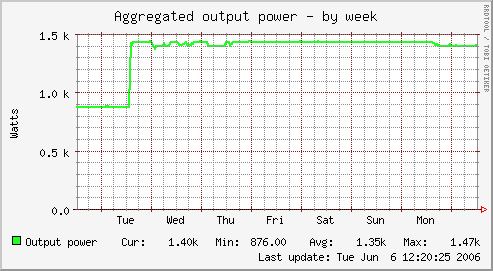 Aggregated output power - by week
RRDTOOL / TOBI OETIKER
Watts
1.5 k
1.0 k
0.5 k
0.0
Tue Wed Thu Fri Sat Sun Mon
Output power Cur: 1.40k Min: 876.00 Avg: 1.35k Max: 1.47k
Last update: Tue Jun 6 12:20:25 2006